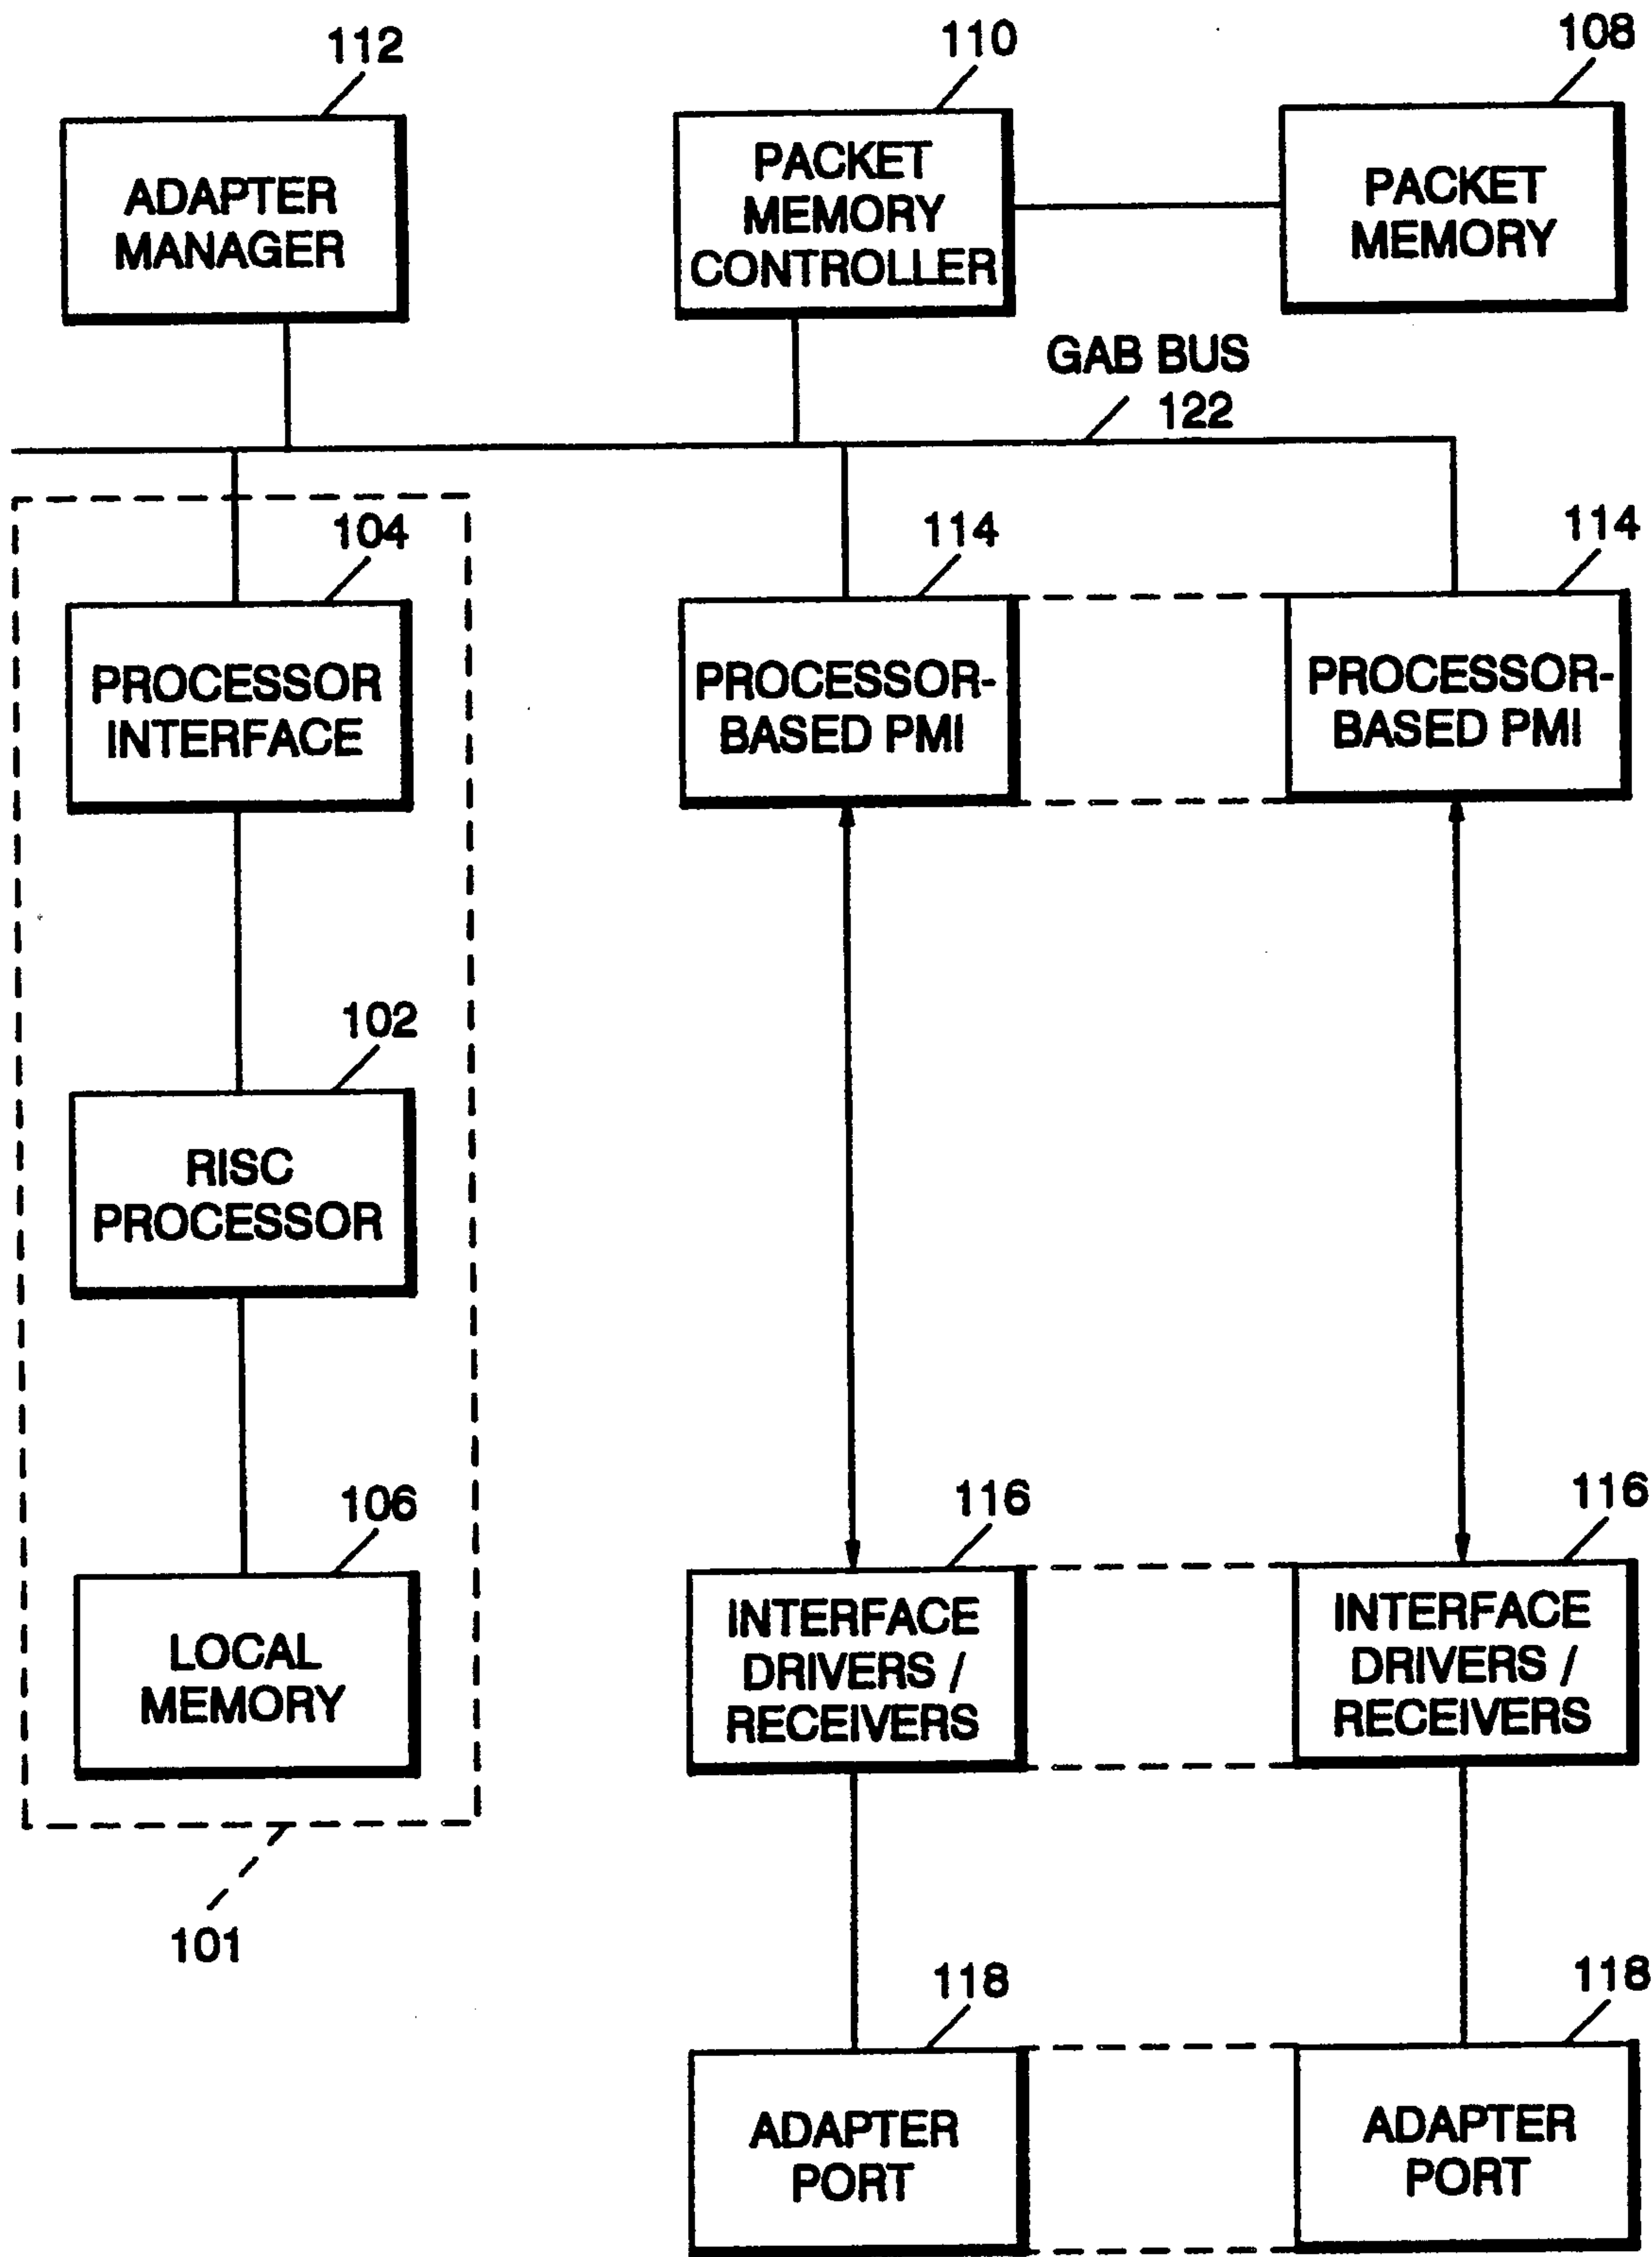 112
110
108
ADAPTER
MANAGER
PACKET
MEMORY
CONTROLLER
PACKET
MEMORY
GAB BUS
122
104
114
114
PROCESSOR
INTERFACE
PROCESSOR-
BASED PMI
PROCESSOR-
BASED PMI
102
RISC
PROCESSOR
106
116
116
LOCAL
MEMORY
INTERFACE
DRIVERS /
RECEIVERS
INTERFACE
DRIVERS /
RECEIVERS
101
118
118
ADAPTER
PORT
ADAPTER
PORT